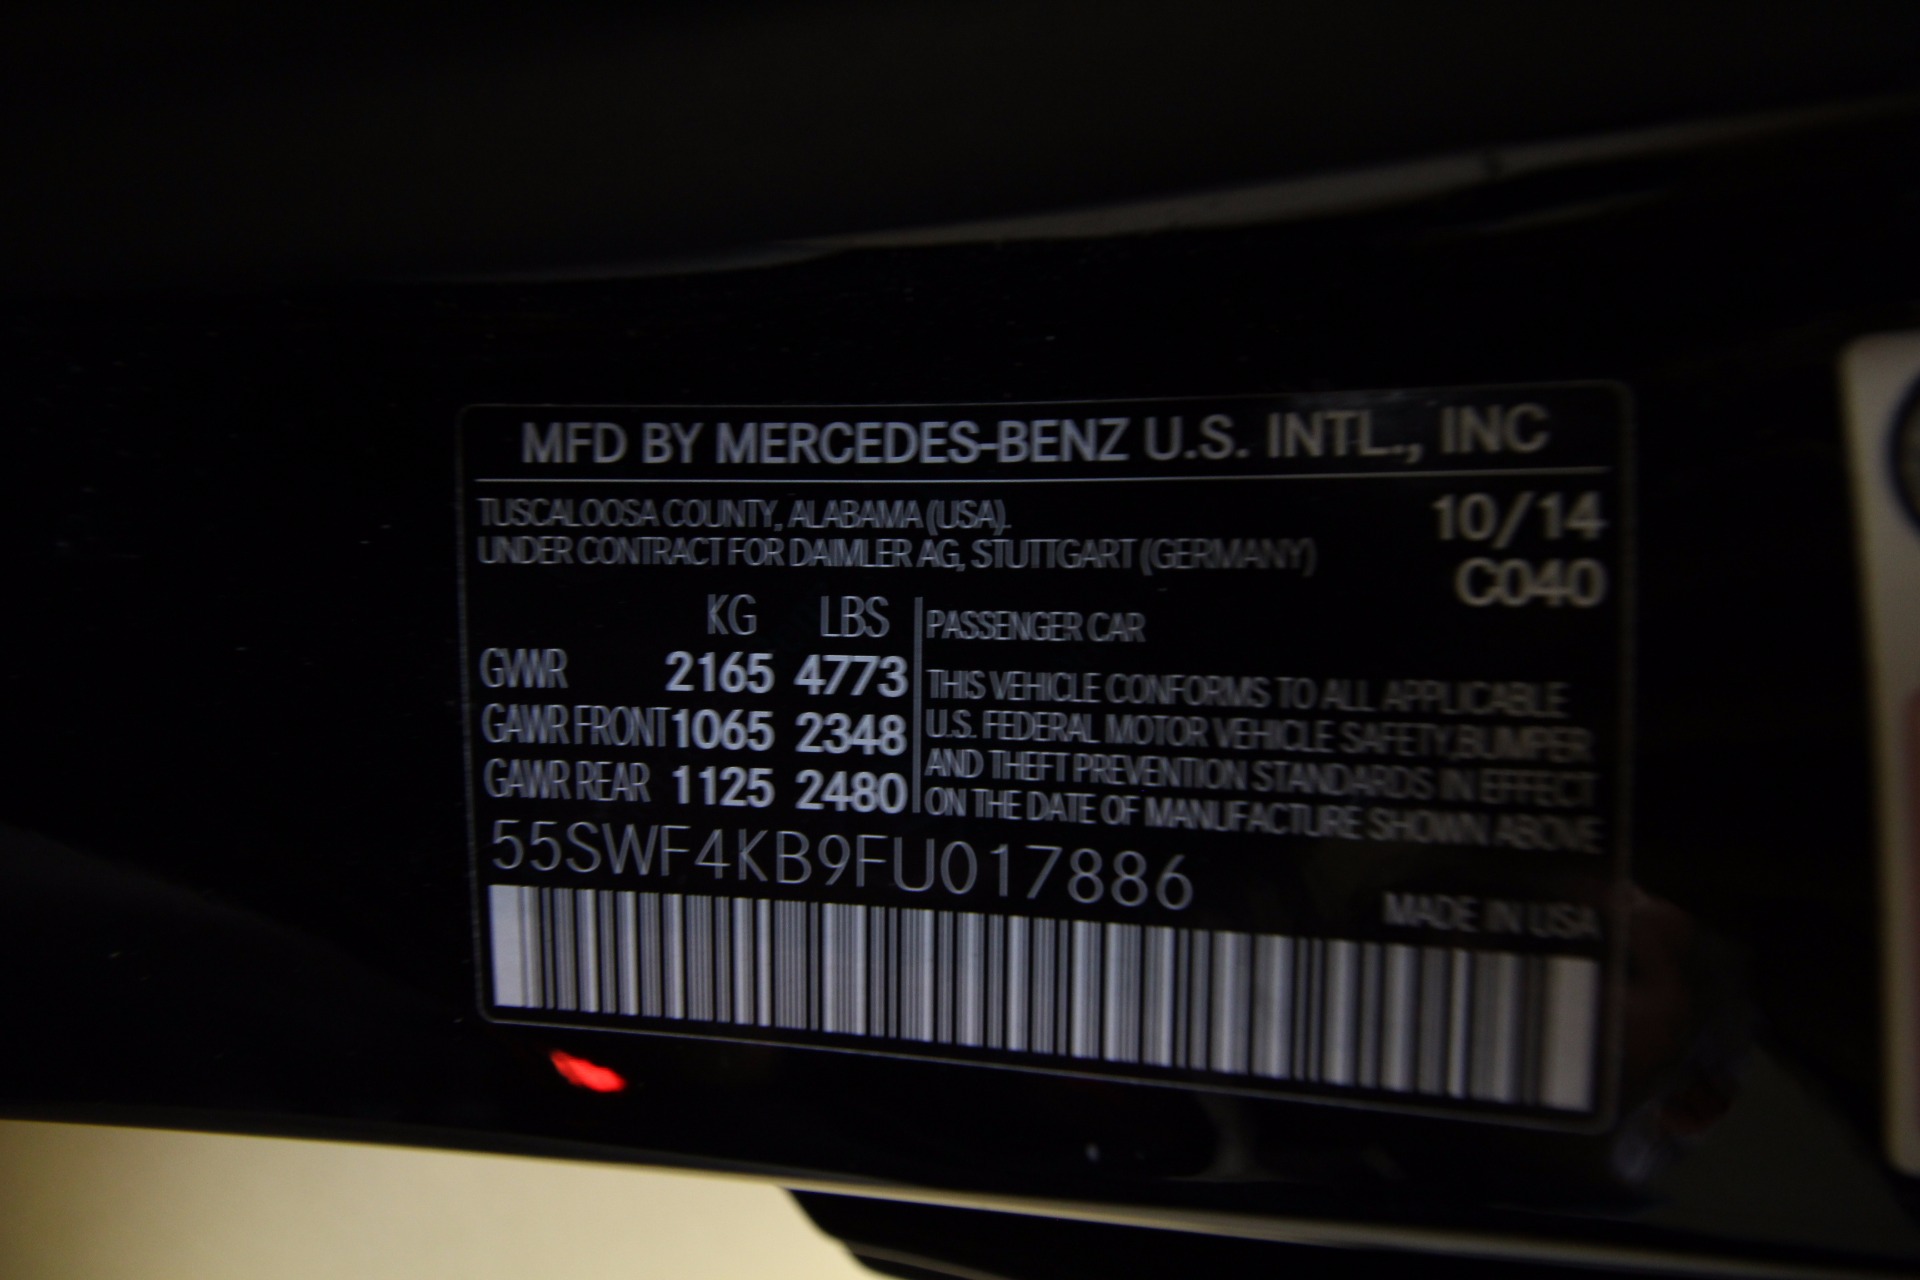 MFD BY MERCEDES-BENZ U.S. INTL., INC
TUSCALOOSA COUNTY, ALABAMA (USA).
UNDER CONTRACT FOR DAIMLER AG, STUTTGART (GERMANY)
10/14
C040
KG LBS
GVWR 2165 4773
GAWR FRONT 1065 2348
GAWR REAR 1125 2480
PASSENGER CAR
THIS VEHICLE CONFORMS TO ALL APPLICABLE
U.S. FEDERAL MOTOR VEHICLE SAFETY,BUMPER
AND THEFT PREVENTION STANDARDS IN EFFECT
ON THE DATE OF MANUFACTURE SHOWN ABOVE
55SWF4KB9FU017886
MADE IN USA